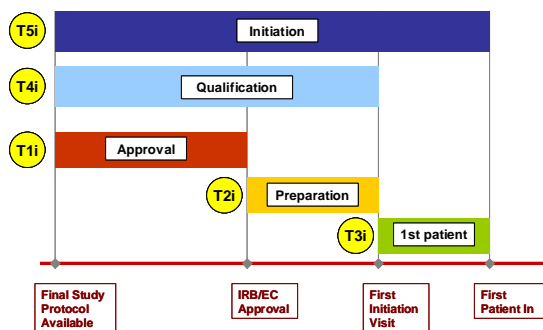 T5i
Initiation
T4i
Qualification
T1i
Approval
T2i
Preparation
T3i
1st patient
Final Study
Protocol
Available
IRB/EC
Approval
First
Initiation
Visit
First
Patient In